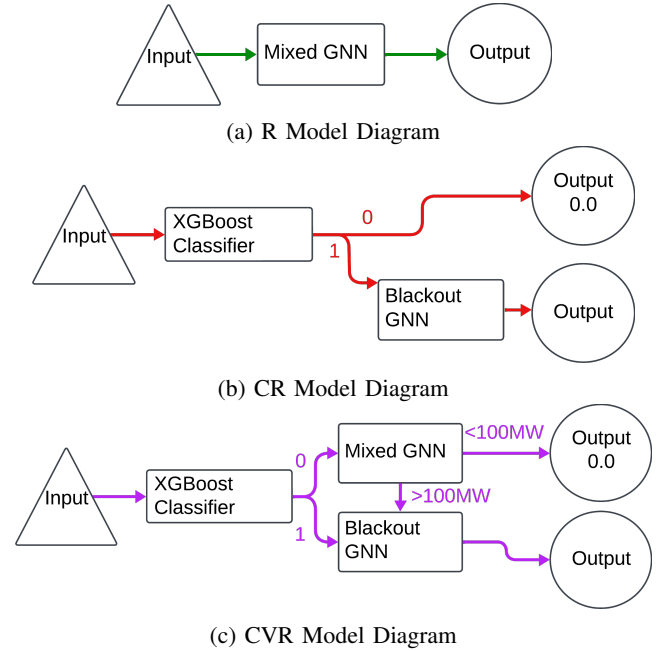 Input
Mixed GNN
Output
(a) R Model Diagram
Input
XGBoost
Classifier
0
1
Output
0.0
Blackout
GNN
Output
(b) CR Model Diagram
Input
XGBoost
Classifier
0
1
Mixed GNN
<100MW
Output
0.0
>100MW
Blackout
GNN
Output
(c) CVR Model Diagram